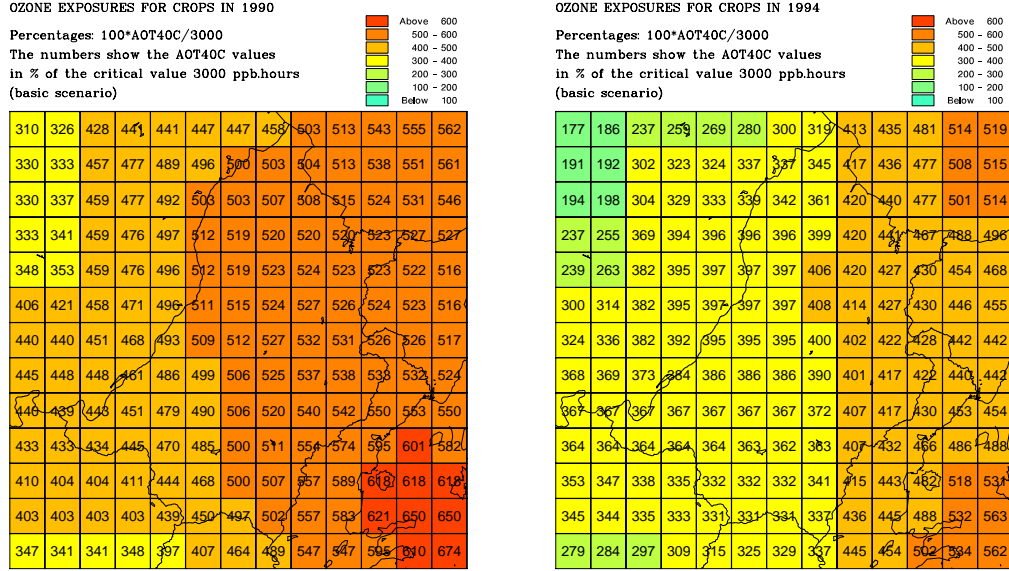 OZONE EXPOSURES FOR CROPS IN 1990
Percentages: 100*AOT40C/3000
The numbers show the AOT40C values
in % of the critical value 3000 ppb.hours
(basic scenario)
Above 600
500 - 600
400 - 500
300 - 400
200 - 300
100 - 200
Below 100
310 326 428 441 441 447 447 458 503 513 543 555 562
330 333 457 477 489 496 500 503 504 513 538 551 561
330 337 459 477 492 503 503 507 508 515 524 531 546
333 341 459 476 497 512 519 520 520 520 523 527 527
348 353 459 476 496 512 519 523 524 523 523 522 516
406 421 458 471 496 511 515 524 527 526 524 523 516
440 440 451 468 493 509 512 527 532 531 526 526 517
445 448 448 461 486 499 506 525 537 538 533 532 524
440 439 443 451 479 490 506 520 540 542 550 553 550
433 433 434 445 470 485 500 511 554 574 595 601 582
410 404 404 411 444 468 500 507 557 589 618 618 618
403 403 403 403 439 450 497 502 557 583 621 650 650
347 341 341 348 397 407 464 489 547 547 595 610 674
OZONE EXPOSURES FOR CROPS IN 1994
Percentages: 100*AOT40C/3000
The numbers show the AOT40C values
in % of the critical value 3000 ppb.hours
(basic scenario)
Above 600
500 - 600
400 - 500
300 - 400
200 - 300
100 - 200
Below 100
177 186 237 259 269 280 300 319 413 435 481 514 519
191 192 302 323 324 337 337 345 417 436 477 508 515
194 198 304 329 333 339 342 361 420 440 477 501 514
237 255 369 394 396 396 396 399 420 441 467 488 496
239 263 382 395 397 397 397 406 420 427 430 454 468
300 314 382 395 397 397 397 408 414 427 430 446 455
324 336 382 392 395 395 395 400 402 422 428 442 442
368 369 373 384 386 386 386 390 401 417 422 440 442
367 367 367 367 367 367 367 372 407 417 430 453 454
364 364 364 364 364 363 362 363 407 432 466 486 488
353 347 338 335 332 332 332 341 415 443 482 518 531
345 344 335 333 331 331 331 337 436 445 488 532 563
279 284 297 309 315 325 329 337 445 454 502 534 562